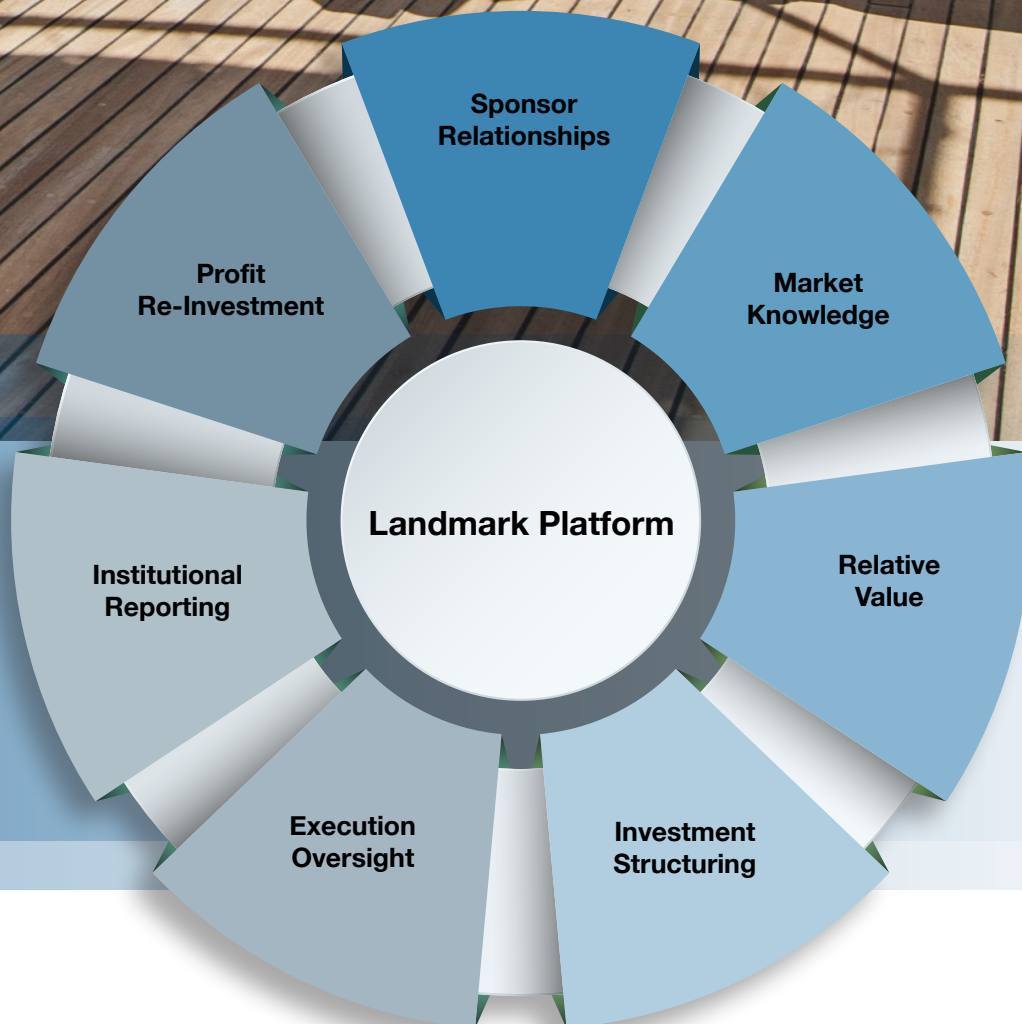 Sponsor
Relationships
Market
Knowledge
Relative
Value
Investment
Structuring
Execution
Oversight
Institutional
Reporting
Profit
Re-Investment
Landmark Platform